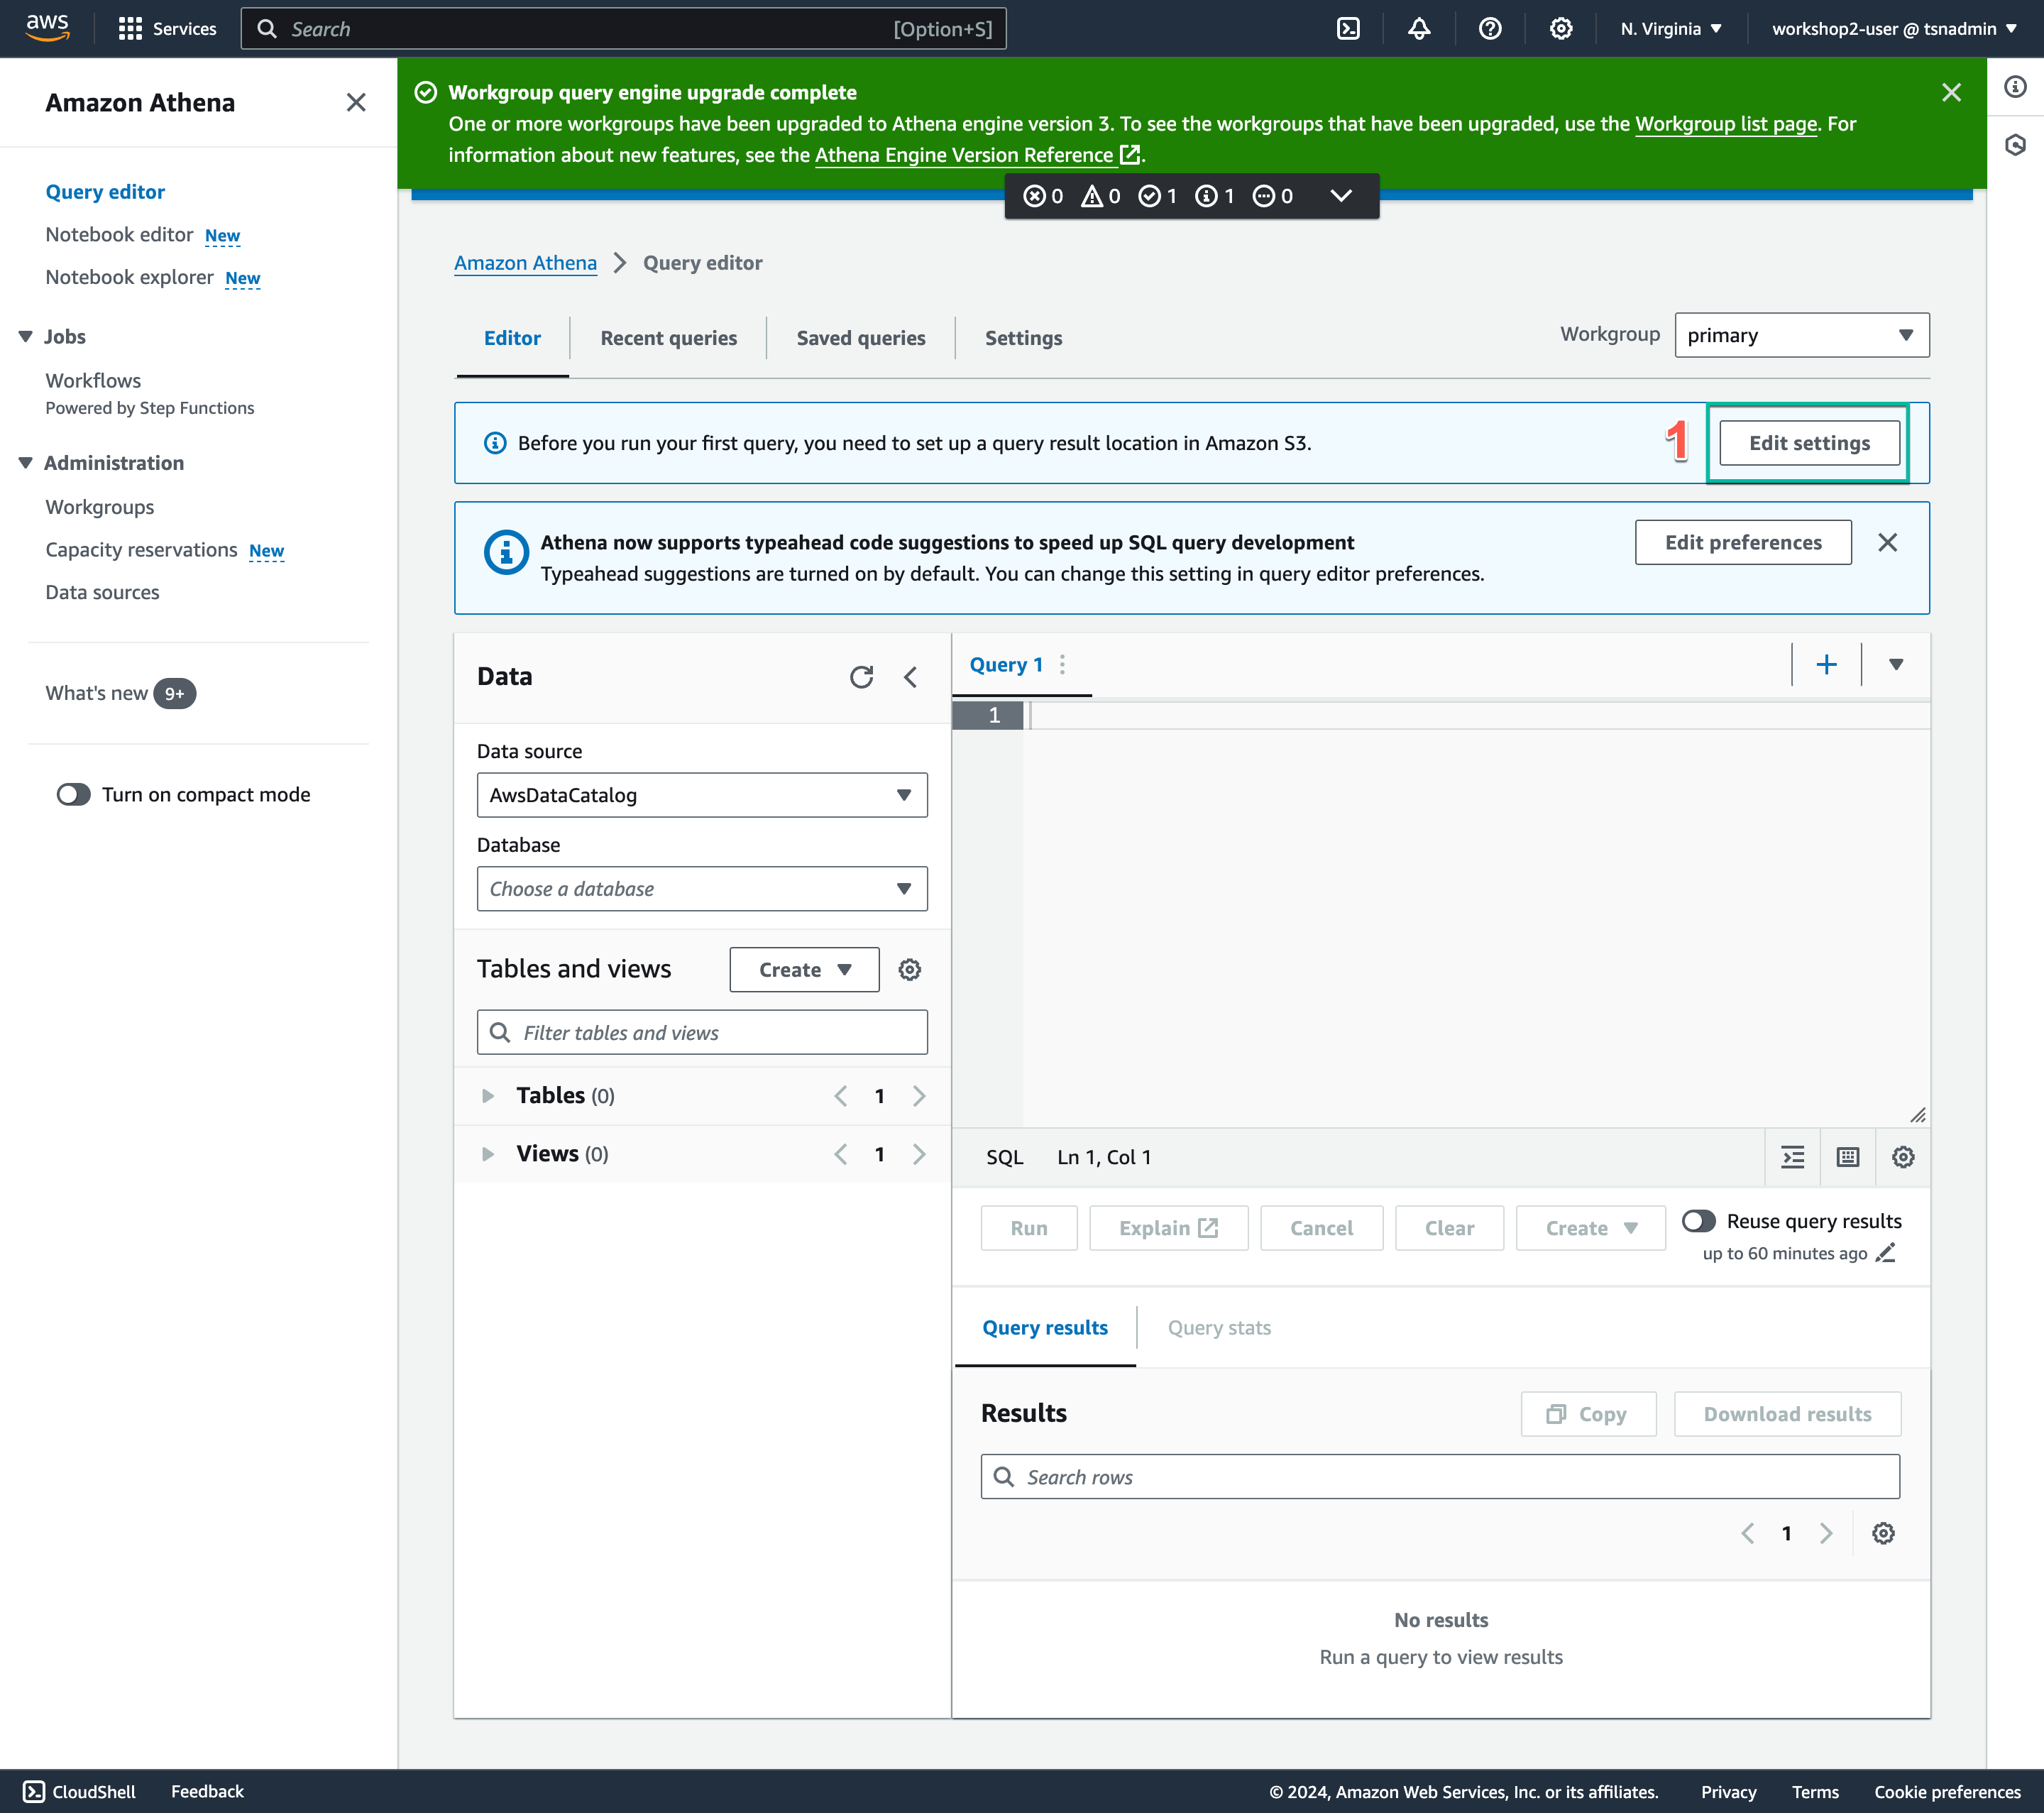 aws
Services
Search
[Option+S]
N. Virginia
workshop2-user @ tsnadmin
Amazon Athena
Query editor
Notebook editor New
Notebook explorer New
Jobs
Workflows
Powered by Step Functions
Administration
Workgroups
Capacity reservations New
Data sources
What's new 9+
Turn on compact mode
Workgroup query engine upgrade complete
One or more workgroups have been upgraded to Athena engine version 3. To see the workgroups that have been upgraded, use the Workgroup list page. For
information about new features, see the Athena Engine Version Reference.
0 0 1 1 0
Amazon Athena Query editor
Editor Recent queries Saved queries Settings
Workgroup primary
Before you run your first query, you need to set up a query result location in Amazon S3.
1
Edit settings
Athena now supports typeahead code suggestions to speed up SQL query development
Typeahead suggestions are turned on by default. You can change this setting in query editor preferences.
Edit preferences
Data
Data source
AwsDataCatalog
Database
Choose a database
Tables and views
Create
Filter tables and views
Tables (0) 1
Views (0) 1
Query 1
1
SQL Ln 1, Col 1
Run Explain Cancel Clear Create
Reuse query results
up to 60 minutes ago
Query results Query stats
Results
Copy Download results
Search rows
1
No results
Run a query to view results
CloudShell Feedback
© 2024, Amazon Web Services, Inc. or its affiliates. Privacy Terms Cookie preferences